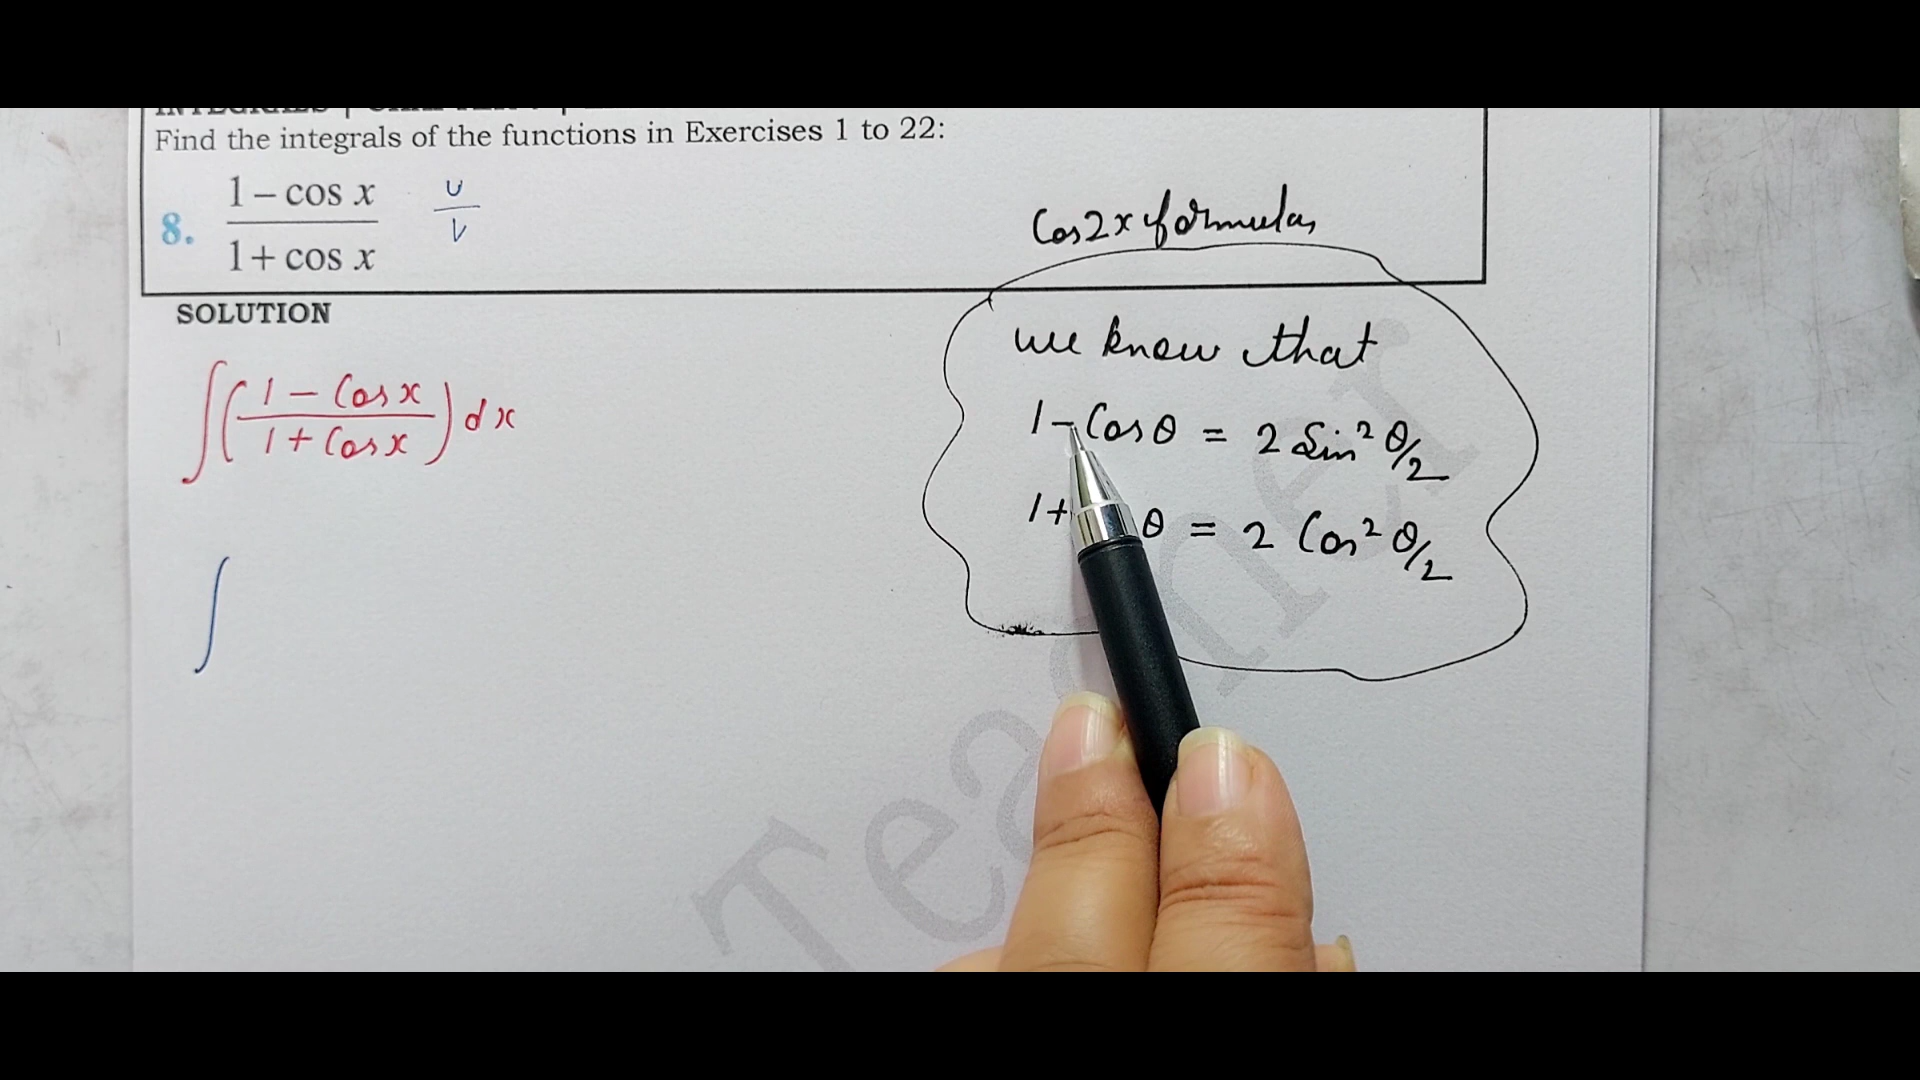 Find the integrals of the functions in Exercises 1 to 22:
8. 1 – cos x / 1 + cos x
U / V
Cos2x formulas
SOLUTION
we know that
∫(1 - Cos x / 1 + Cos x) dx
1 - Cos θ = 2 Sin² θ/2
1 + θ = 2 Cos² θ/2
∫